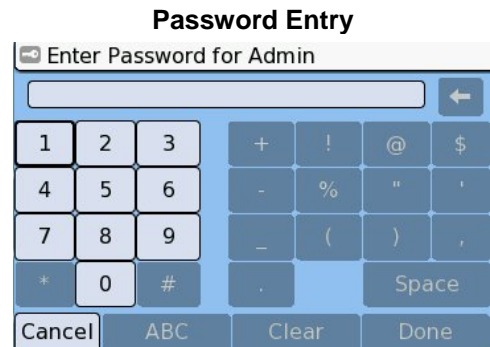 Password Entry
Enter Password for Admin
1 2 3 + ! @ $
4 5 6 - % " '
7 8 9 _ ( ) ,
* 0 # . Space
Cancel ABC Clear Done